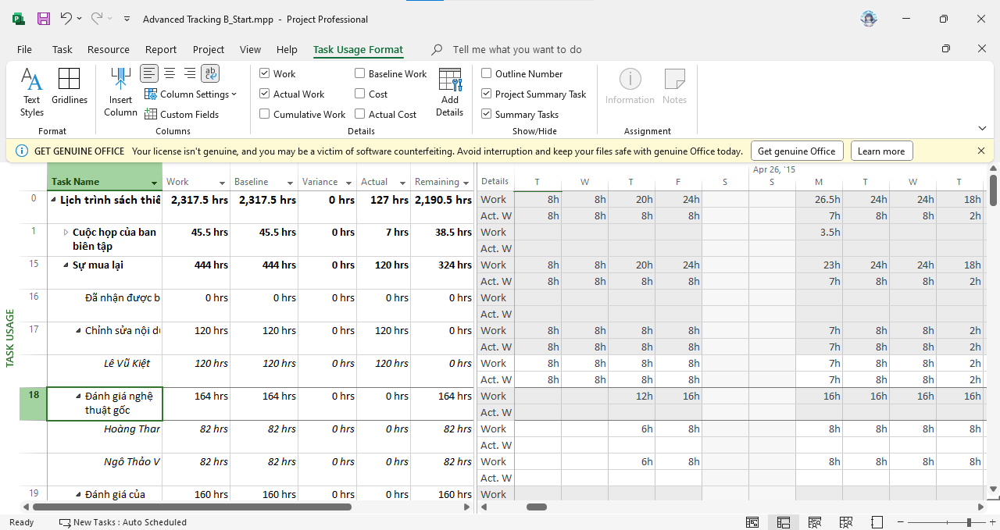 Advanced Tracking B_Start.mpp - Project Professional
File Task Resource Report Project View Help Task Usage Format Tell me what you want to do
Text Styles
Gridlines
Format
Insert Column
Column Settings
Custom Fields
Columns
Work
Actual Work
Cumulative Work
Baseline Work
Cost
Actual Cost
Add Details
Details
Outline Number
Project Summary Task
Summary Tasks
Show/Hide
Information
Notes
Assignment
GET GENUINE OFFICE Your license isn't genuine, and you may be a victim of software counterfeiting. Avoid interruption and keep your files safe with genuine Office today. Get genuine Office Learn more
Apr 26, '15
Task Name Work Baseline Variance Actual Remaining Details T W T F S S M T W T
0 Lịch trình sách thiế 2,317.5 hrs 2,317.5 hrs 0 hrs 127 hrs 2,190.5 hrs Work 8h 8h 20h 24h 26.5h 24h 24h 18h
Act. W 8h 8h 8h 8h 7h 8h 8h 2h
1 Cuộc họp của ban biên tập 45.5 hrs 45.5 hrs 0 hrs 7 hrs 38.5 hrs Work 3.5h
Act. W
15 Sự mua lại 444 hrs 444 hrs 0 hrs 120 hrs 324 hrs Work 8h 8h 20h 24h 23h 24h 24h 18h
Act. W 8h 8h 8h 8h 7h 8h 8h 2h
16 Đã nhận được b 0 hrs 0 hrs 0 hrs 0 hrs 0 hrs Work
Act. W
17 Chỉnh sửa nội dı 120 hrs 120 hrs 0 hrs 120 hrs 0 hrs Work 8h 8h 8h 8h 7h 8h 8h 2h
Act. W 8h 8h 8h 8h 7h 8h 8h 2h
Lê Vũ Kiệt 120 hrs 120 hrs 0 hrs 120 hrs 0 hrs Work 8h 8h 8h 8h 7h 8h 8h 2h
Act. W 8h 8h 8h 8h 7h 8h 8h 2h
18 Đánh giá nghệ thuật gốc 164 hrs 164 hrs 0 hrs 0 hrs 164 hrs Work 12h 16h 16h 16h 16h 16h
Act. W
Hoàng Thar 82 hrs 82 hrs 0 hrs 0 hrs 82 hrs Work 6h 8h 8h 8h 8h 8h
Act. W
Ngô Thảo V 82 hrs 82 hrs 0 hrs 0 hrs 82 hrs Work 6h 8h 8h 8h 8h 8h
Act. W
19 Đánh giá của 160 hrs 160 hrs 0 hrs 0 hrs 160 hrs Work
TASK USAGE
Ready New Tasks : Auto Scheduled